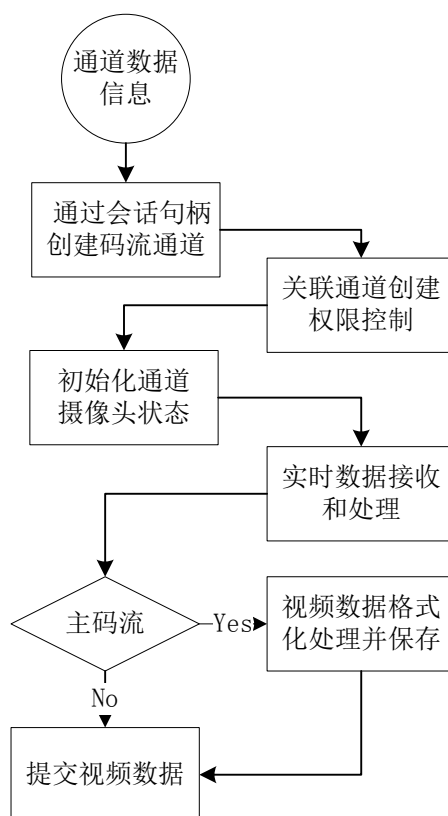 通道数据
信息
通过会话句柄
创建码流通道
关联通道创建
权限控制
初始化通道
摄像头状态
实时数据接收
和处理
主码流
Yes
视频数据格式
化处理并保存
No
提交视频数据